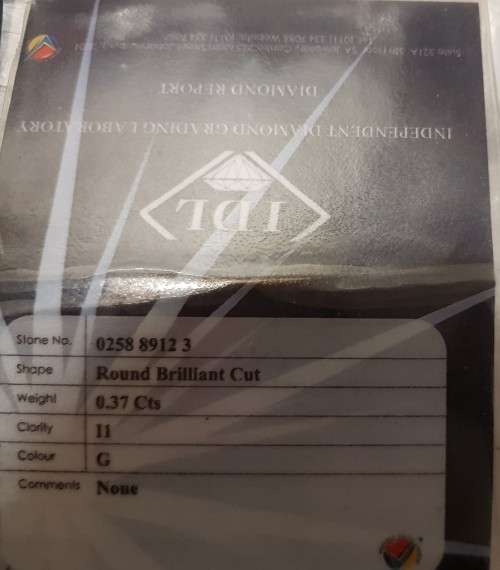 IDL
INDEPENDENT DIAMOND GRADING LABORATORY
DIAMOND REPORT
Stone No. 0258 8912 3
Shape Round Brilliant Cut
Weight 0.37 Cts
Clarity I1
Colour G
Comments None